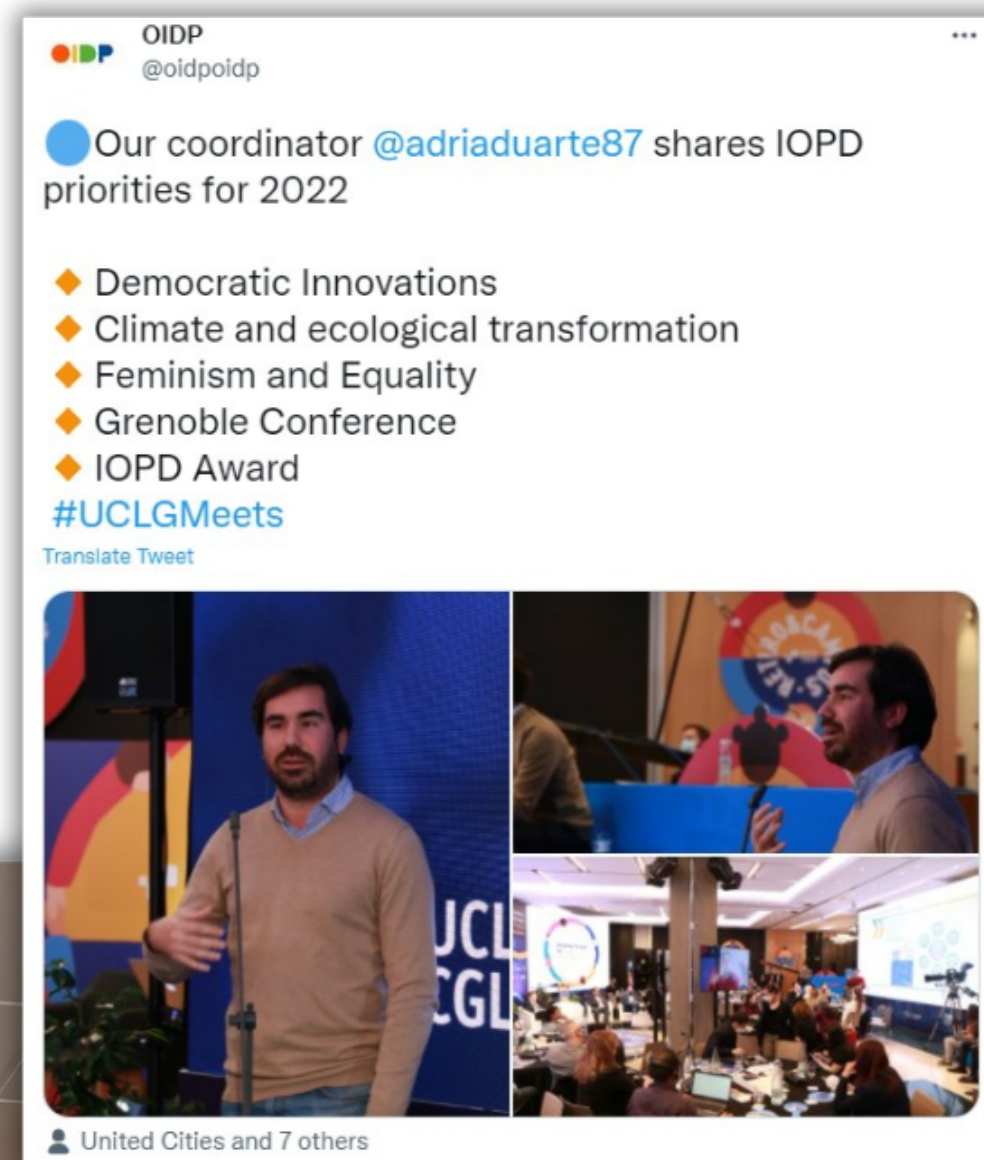 OIDP
OIDP
@oidpoidp
Our coordinator @adriaduarte87 shares IOPD
priorities for 2022
Democratic Innovations
Climate and ecological transformation
Feminism and Equality
Grenoble Conference
IOPD Award
#UCLGMeets
Translate Tweet
UCL
CGL
United Cities and 7 others